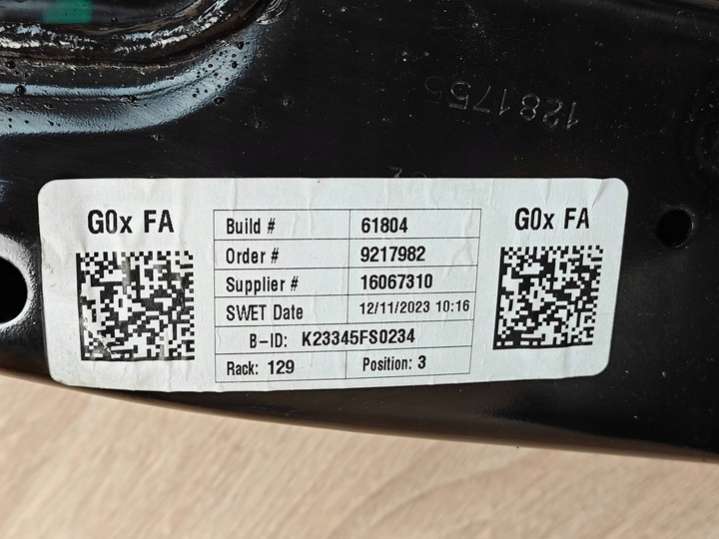 1281755
G0x FA
Build # 61804
Order # 9217982
Supplier # 16067310
SWET Date 12/11/2023 10:16
B-ID: K23345FS0234
Rack: 129 Position: 3
G0x FA